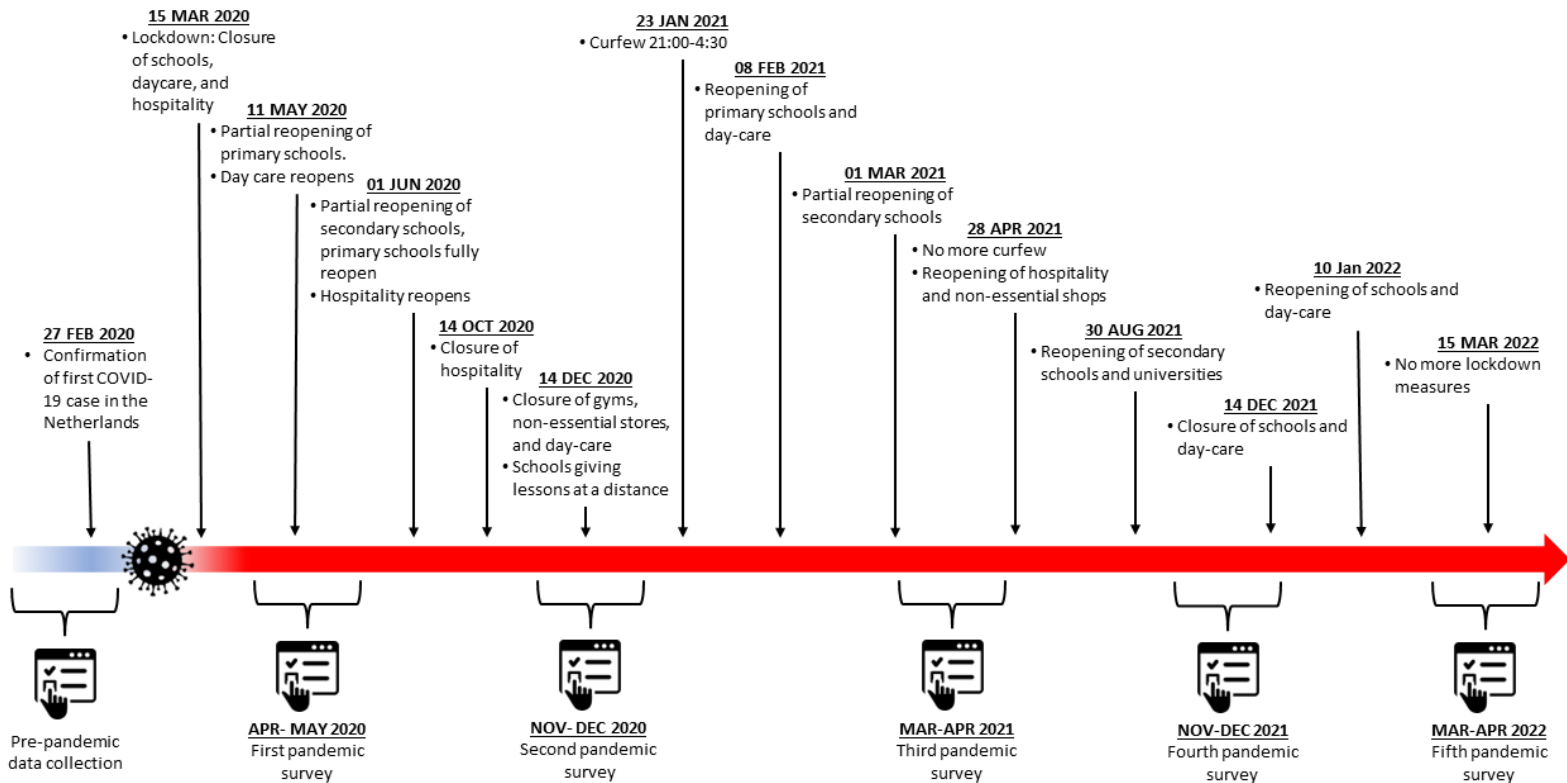 15 MAR 2020
• Lockdown: Closure
of schools,
daycare, and
hospitality
11 MAY 2020
• Partial reopening of
primary schools.
• Day care reopens
01 JUN 2020
• Partial reopening of
secondary schools,
primary schools fully
reopen
• Hospitality reopens
27 FEB 2020
• Confirmation
of first COVID-
19 case in the
Netherlands
14 OCT 2020
• Closure of
hospitality
14 DEC 2020
• Closure of gyms,
non-essential stores,
and day-care
• Schools giving
lessons at a distance
23 JAN 2021
• Curfew 21:00-4:30
08 FEB 2021
• Reopening of
primary schools and
day-care
01 MAR 2021
• Partial reopening of
secondary schools
28 APR 2021
• No more curfew
• Reopening of hospitality
and non-essential shops
30 AUG 2021
• Reopening of secondary
schools and universities
14 DEC 2021
• Closure of schools and
day-care
10 Jan 2022
• Reopening of schools and
day-care
15 MAR 2022
• No more lockdown
measures
Pre-pandemic
data collection
APR- MAY 2020
First pandemic
survey
NOV- DEC 2020
Second pandemic
survey
MAR-APR 2021
Third pandemic
survey
NOV-DEC 2021
Fourth pandemic
survey
MAR-APR 2022
Fifth pandemic
survey